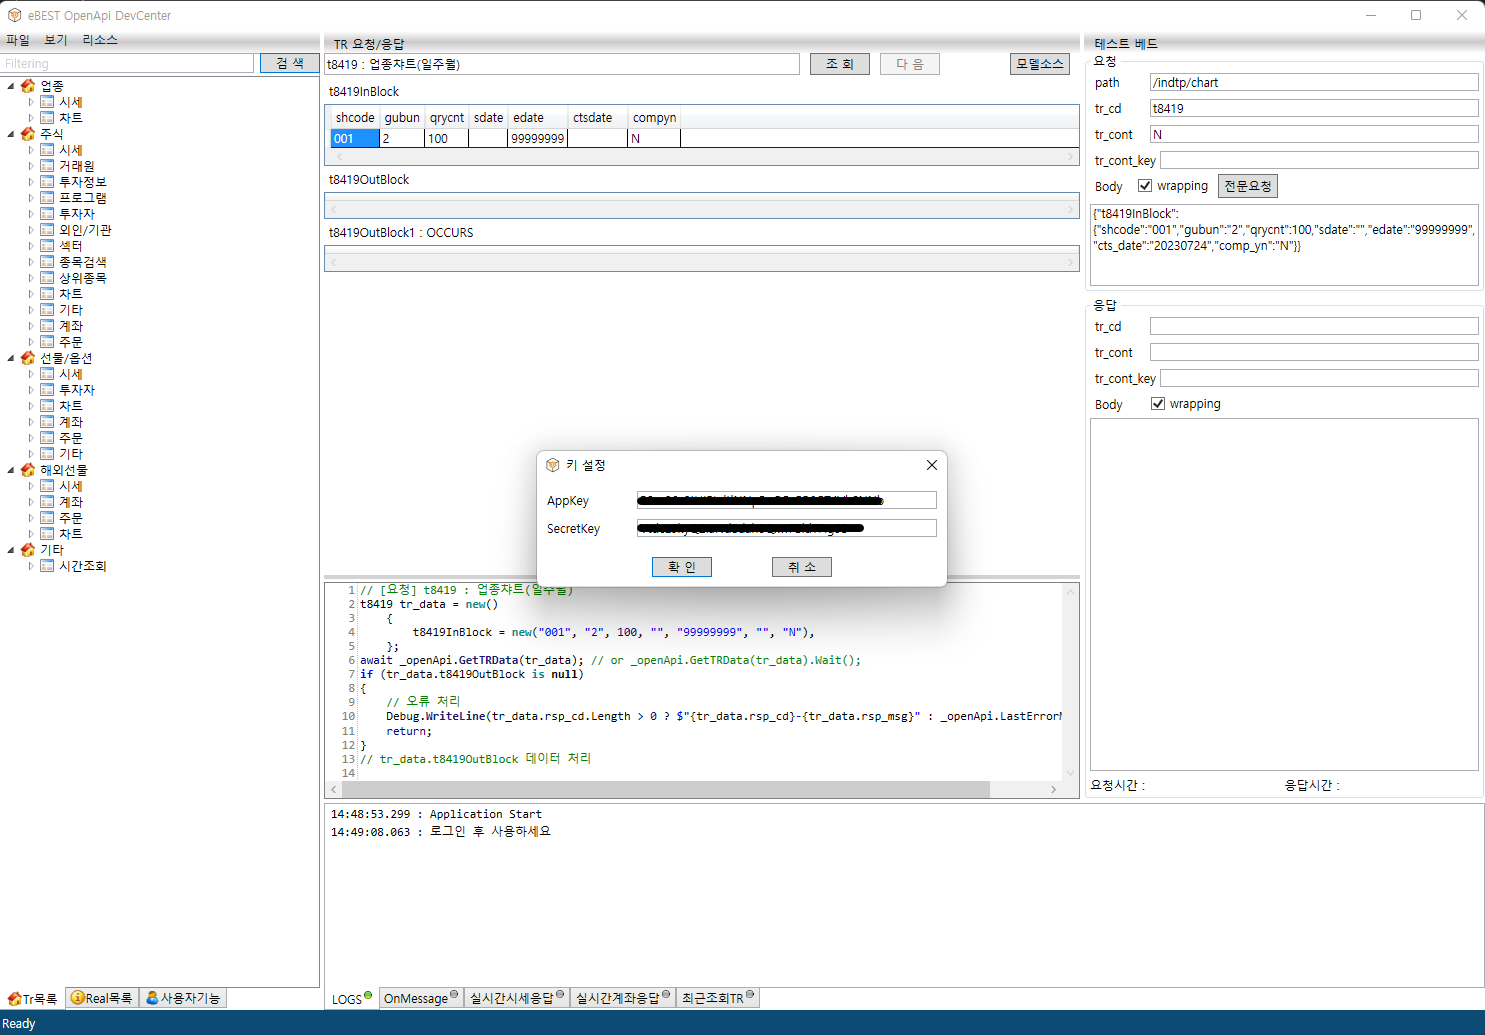 eBEST OpenApi DevCenter
파일 보기 리소스
Filtering
검 색
업종
시세
차트
주식
시세
거래원
투자정보
프로그램
투자자
외인/기관
섹터
종목검색
상위종목
차트
기타
계좌
주문
선물/옵션
시세
투자자
차트
계좌
주문
기타
해외선물
시세
계좌
주문
차트
기타
시간조회
Tr목록 Real목록 사용자기능
TR 요청/응답
t8419 : 업종챠트(일주월)
조 회 다 음 모델소스
t8419InBlock
shcode gubun qrycnt sdate edate ctsdate compyn
001 2 100 99999999 N
t8419OutBlock
t8419OutBlock1 : OCCURS
키 설정
AppKey
SecretKey
확 인 취 소
1 // [요청] t8419 : 업종챠트(일주월)
2 t8419 tr_data = new()
3 {
4 t8419InBlock = new("001", "2", 100, "", "99999999", "", "N"),
5 };
6 await _openApi.GetTRData(tr_data); // or _openApi.GetTRData(tr_data).Wait();
7 if (tr_data.t8419OutBlock is null)
8 {
9 // 오류 처리
10 Debug.WriteLine(tr_data.rsp_cd.Length > 0 ? $"{tr_data.rsp_cd}-{tr_data.rsp_msg}" : _openApi.LastError
11 return;
12 }
13 // tr_data.t8419OutBlock 데이터 처리
14
14:48:53.299 : Application Start
14:49:08.063 : 로그인 후 사용하세요
LOGS OnMessage 실시간시세응답 실시간계좌응답 최근조회TR
테스트 베드
요청
path /indtp/chart
tr_cd t8419
tr_cont N
tr_cont_key
Body wrapping 전문요청
{"t8419InBlock":
{"shcode":"001","gubun":"2","qrycnt":100,"sdate":"","edate":"99999999",
"cts_date":"20230724","comp_yn":"N"}}
응답
tr_cd
tr_cont
tr_cont_key
Body wrapping
요청시간 : 응답시간 :
Ready